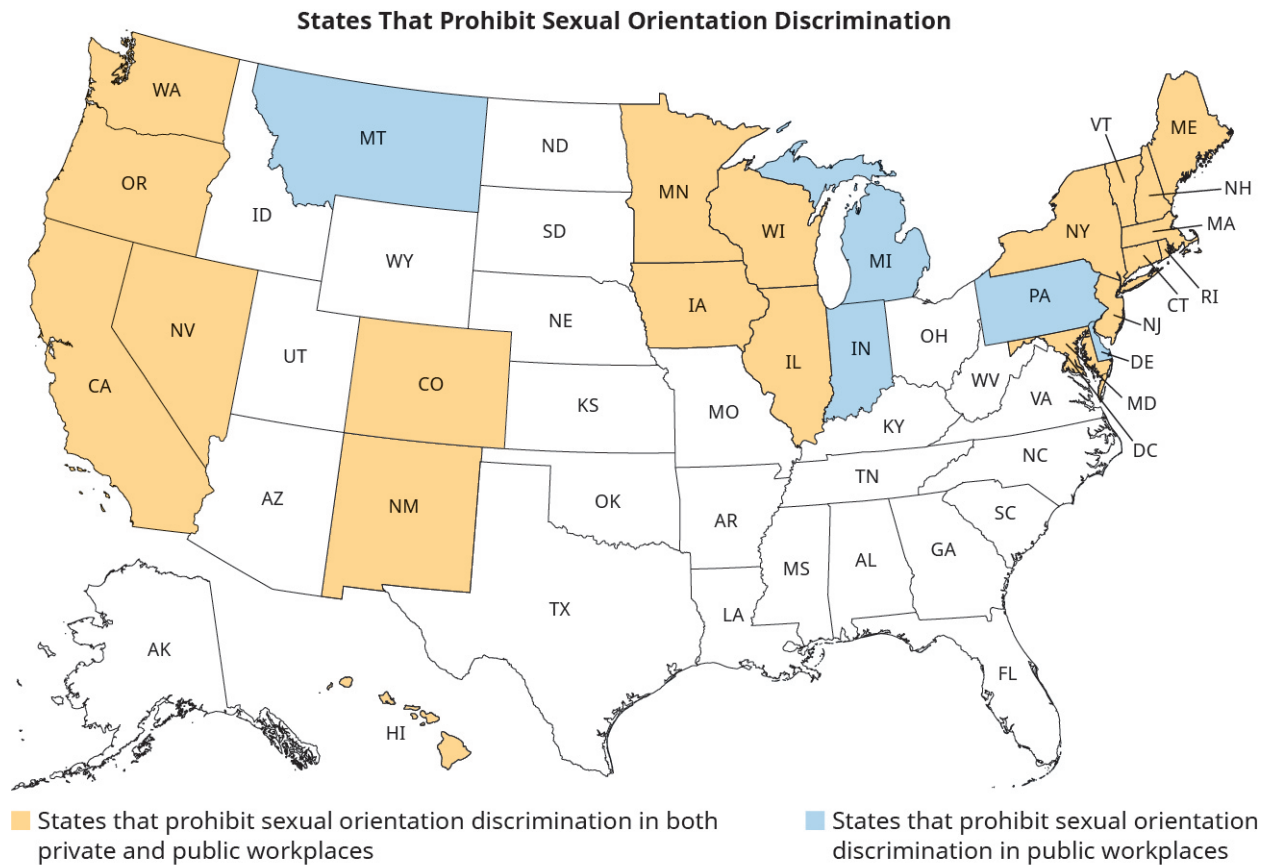 States That Prohibit Sexual Orientation Discrimination
WA
MT
ND
MN
VT
ME
OR
ID
SD
WI
NH
MA
NY
WY
MI
RI
CT
IA
PA
NV
NE
NJ
UT
OH
IN
DE
CA
CO
IL
WV
MD
KS
MO
VA
KY
DC
NC
TN
AZ
NM
OK
AR
SC
GA
MS
AL
TX
LA
AK
FL
HI
States that prohibit sexual orientation discrimination in both
private and public workplaces
States that prohibit sexual orientation
discrimination in public workplaces